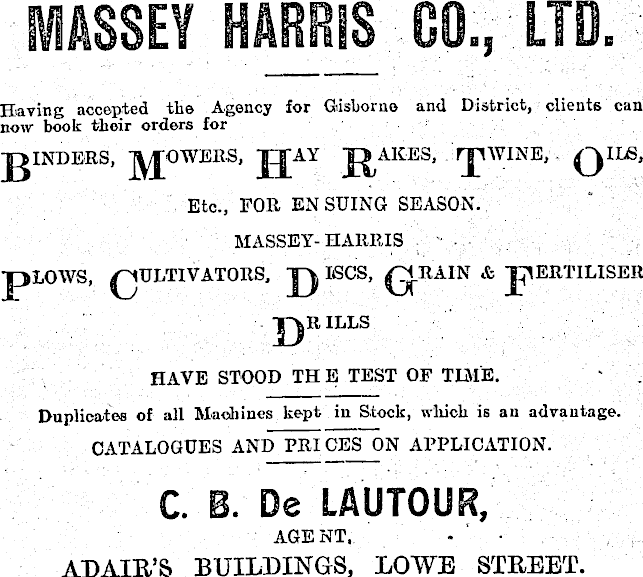 MASSEY HARRIS CO., LTD.
Having accepted the Agency for Gisborne and District, clients can
now book their orders for
BINDERS, MOWERS, HAY RAKES, TWINE, OILS,
Etc., FOR ENSUING SEASON.
MASSEY-HARRIS
PLOWS, CULTIVATORS, DISCS, GRAIN & FERTILISER
DRILLS
HAVE STOOD THE TEST OF TIME.
Duplicates of all Machines kept in Stock, which is an advantage.
CATALOGUES AND PRICES ON APPLICATION.
C. B. De LAUTOUR,
AGENT,
ADAIR'S BUILDINGS, LOWE STREET.